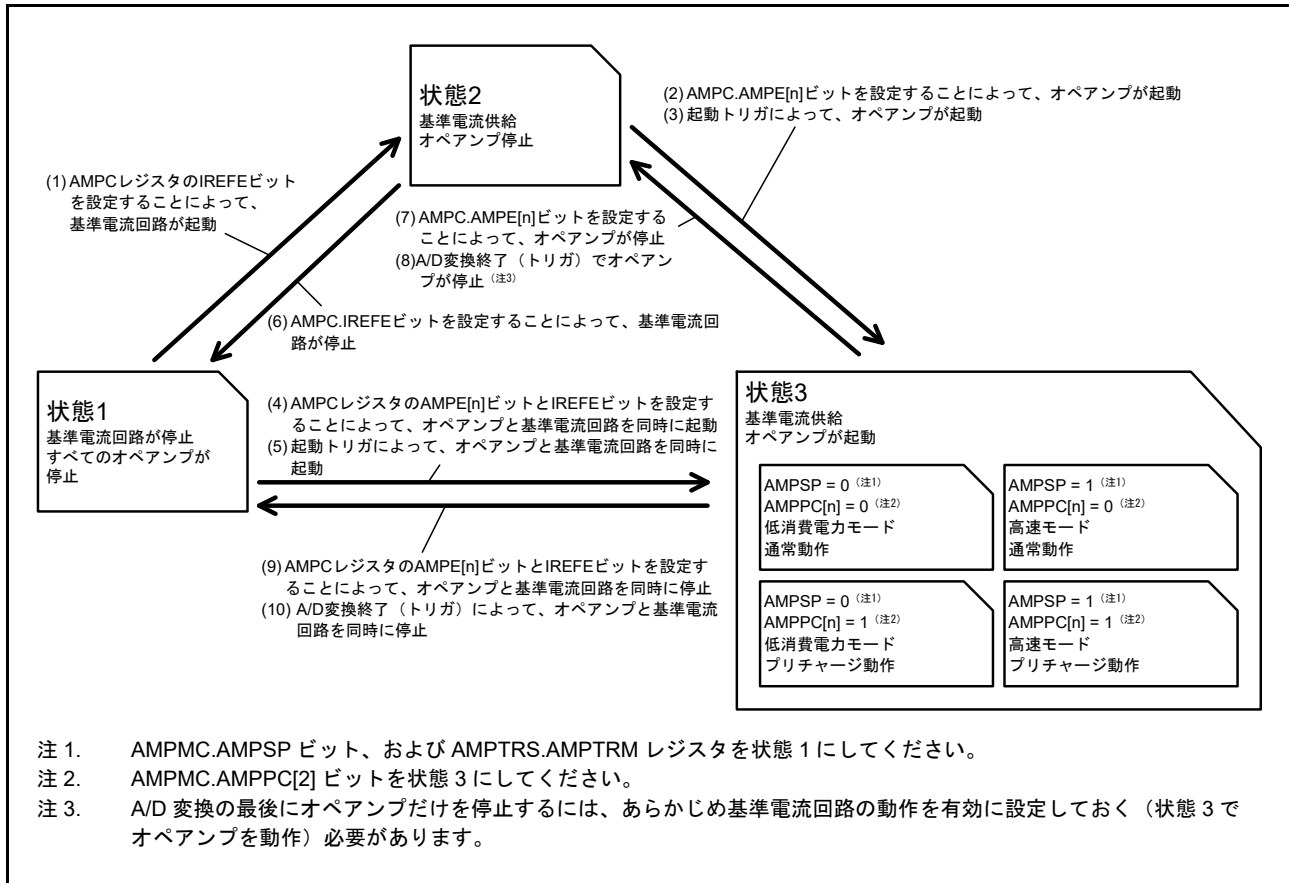 状態2
基準電流供給
オペアンプ停止
(2) AMPC.AMPE[n]ビットを設定することによって、オペアンプが起動
(3) 起動トリガによって、オペアンプが起動
(1) AMPCレジスタのIREFEビット
を設定することによって、
基準電流回路が起動
(7) AMPC.AMPE[n]ビットを設定する
ことによって、オペアンプが停止
(8)A/D変換終了（トリガ）でオペアン
プが停止（注3）
(6) AMPC.IREFEビットを設定することによって、基準電流回
路が停止
状態1
基準電流回路が停止
すべてのオペアンプが
停止
(4) AMPCレジスタのAMPE[n]ビットとIREFEビットを設定す
ることによって、オペアンプと基準電流回路を同時に起動
(5) 起動トリガによって、オペアンプと基準電流回路を同時に
起動
(9) AMPCレジスタのAMPE[n]ビットとIREFEビットを設定す
ることによって、オペアンプと基準電流回路を同時に停止
(10) A/D変換終了（トリガ）によって、オペアンプと基準電流
回路を同時に停止
状態3
基準電流供給
オペアンプが起動
AMPSP = 0（注1）
AMPPC[n] = 0（注2）
低消費電力モード
通常動作
AMPSP = 1（注1）
AMPPC[n] = 0（注2）
高速モード
通常動作
AMPSP = 0（注1）
AMPPC[n] = 1（注2）
低消費電力モード
プリチャージ動作
AMPSP = 1（注1）
AMPPC[n] = 1（注2）
高速モード
プリチャージ動作
注 1. AMPMC.AMPSP ビット、および AMPTRS.AMPTRM レジスタを状態 1 にしてください。
注 2. AMPMC.AMPPC[2] ビットを状態 3 にしてください。
注 3. A/D 変換の最後にオペアンプだけを停止するには、あらかじめ基準電流回路の動作を有効に設定しておく（状態 3 で
オペアンプを動作）必要があります。